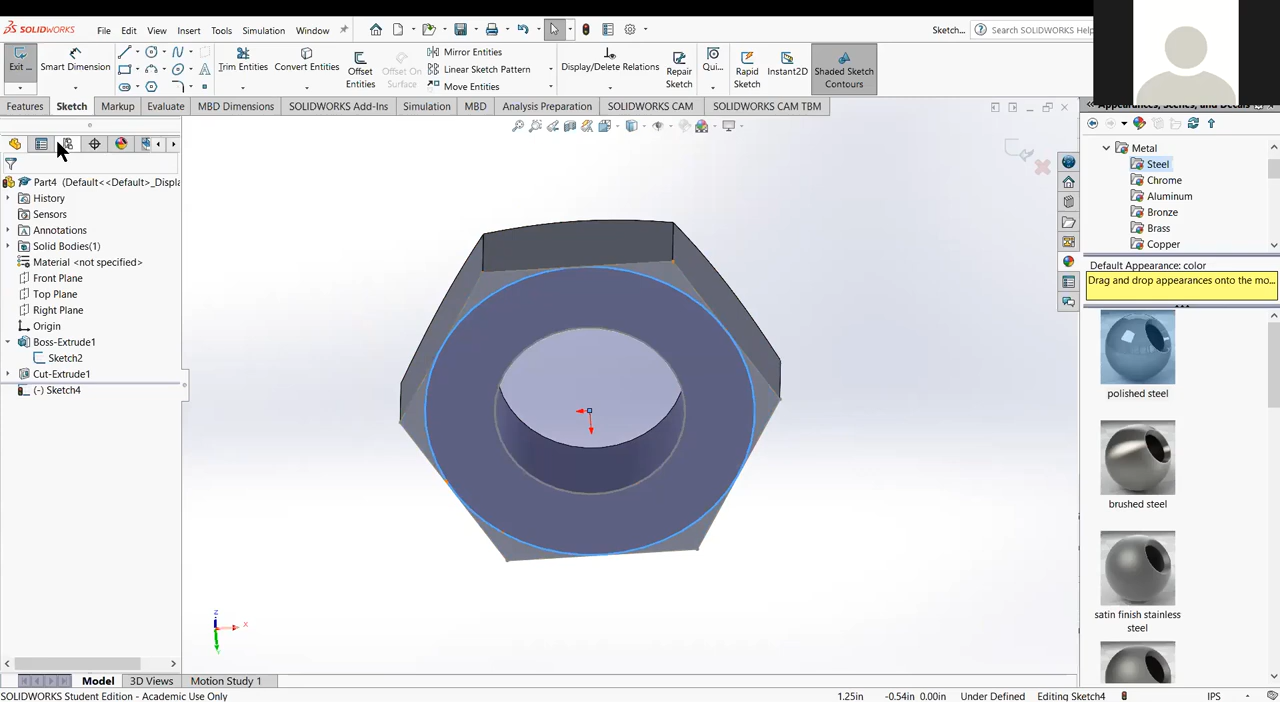 SOLIDWORKS File Edit View Insert Tools Simulation Window Sketch... Search SOLIDWORKS Help
Exit ... Smart Dimension Trim Entities Convert Entities Offset Entities Offset On Surface Mirror Entities Display/Delete Relations Repair Sketch Qui... Rapid Sketch Instant2D Shaded Sketch Contours
Linear Sketch Pattern
Move Entities
Features Sketch Markup Evaluate MBD Dimensions SOLIDWORKS Add-Ins Simulation MBD Analysis Preparation SOLIDWORKS CAM SOLIDWORKS CAM TBM
Appearances, Scenes, and Decals
Part4 (Default<<Default>_Displa
History
Sensors
Annotations
Solid Bodies(1)
Material <not specified>
Front Plane
Top Plane
Right Plane
Origin
Boss-Extrude1
Sketch2
Cut-Extrude1
(-) Sketch4
z
x
Y
Metal
Steel
Chrome
Aluminum
Bronze
Brass
Copper
Default Appearance: color
Drag and drop appearances onto the mo...
polished steel
brushed steel
satin finish stainless
steel
Model 3D Views Motion Study 1
SOLIDWORKS Student Edition - Academic Use Only 1.25in -0.54in 0.00in Under Defined Editing Sketch4 IPS